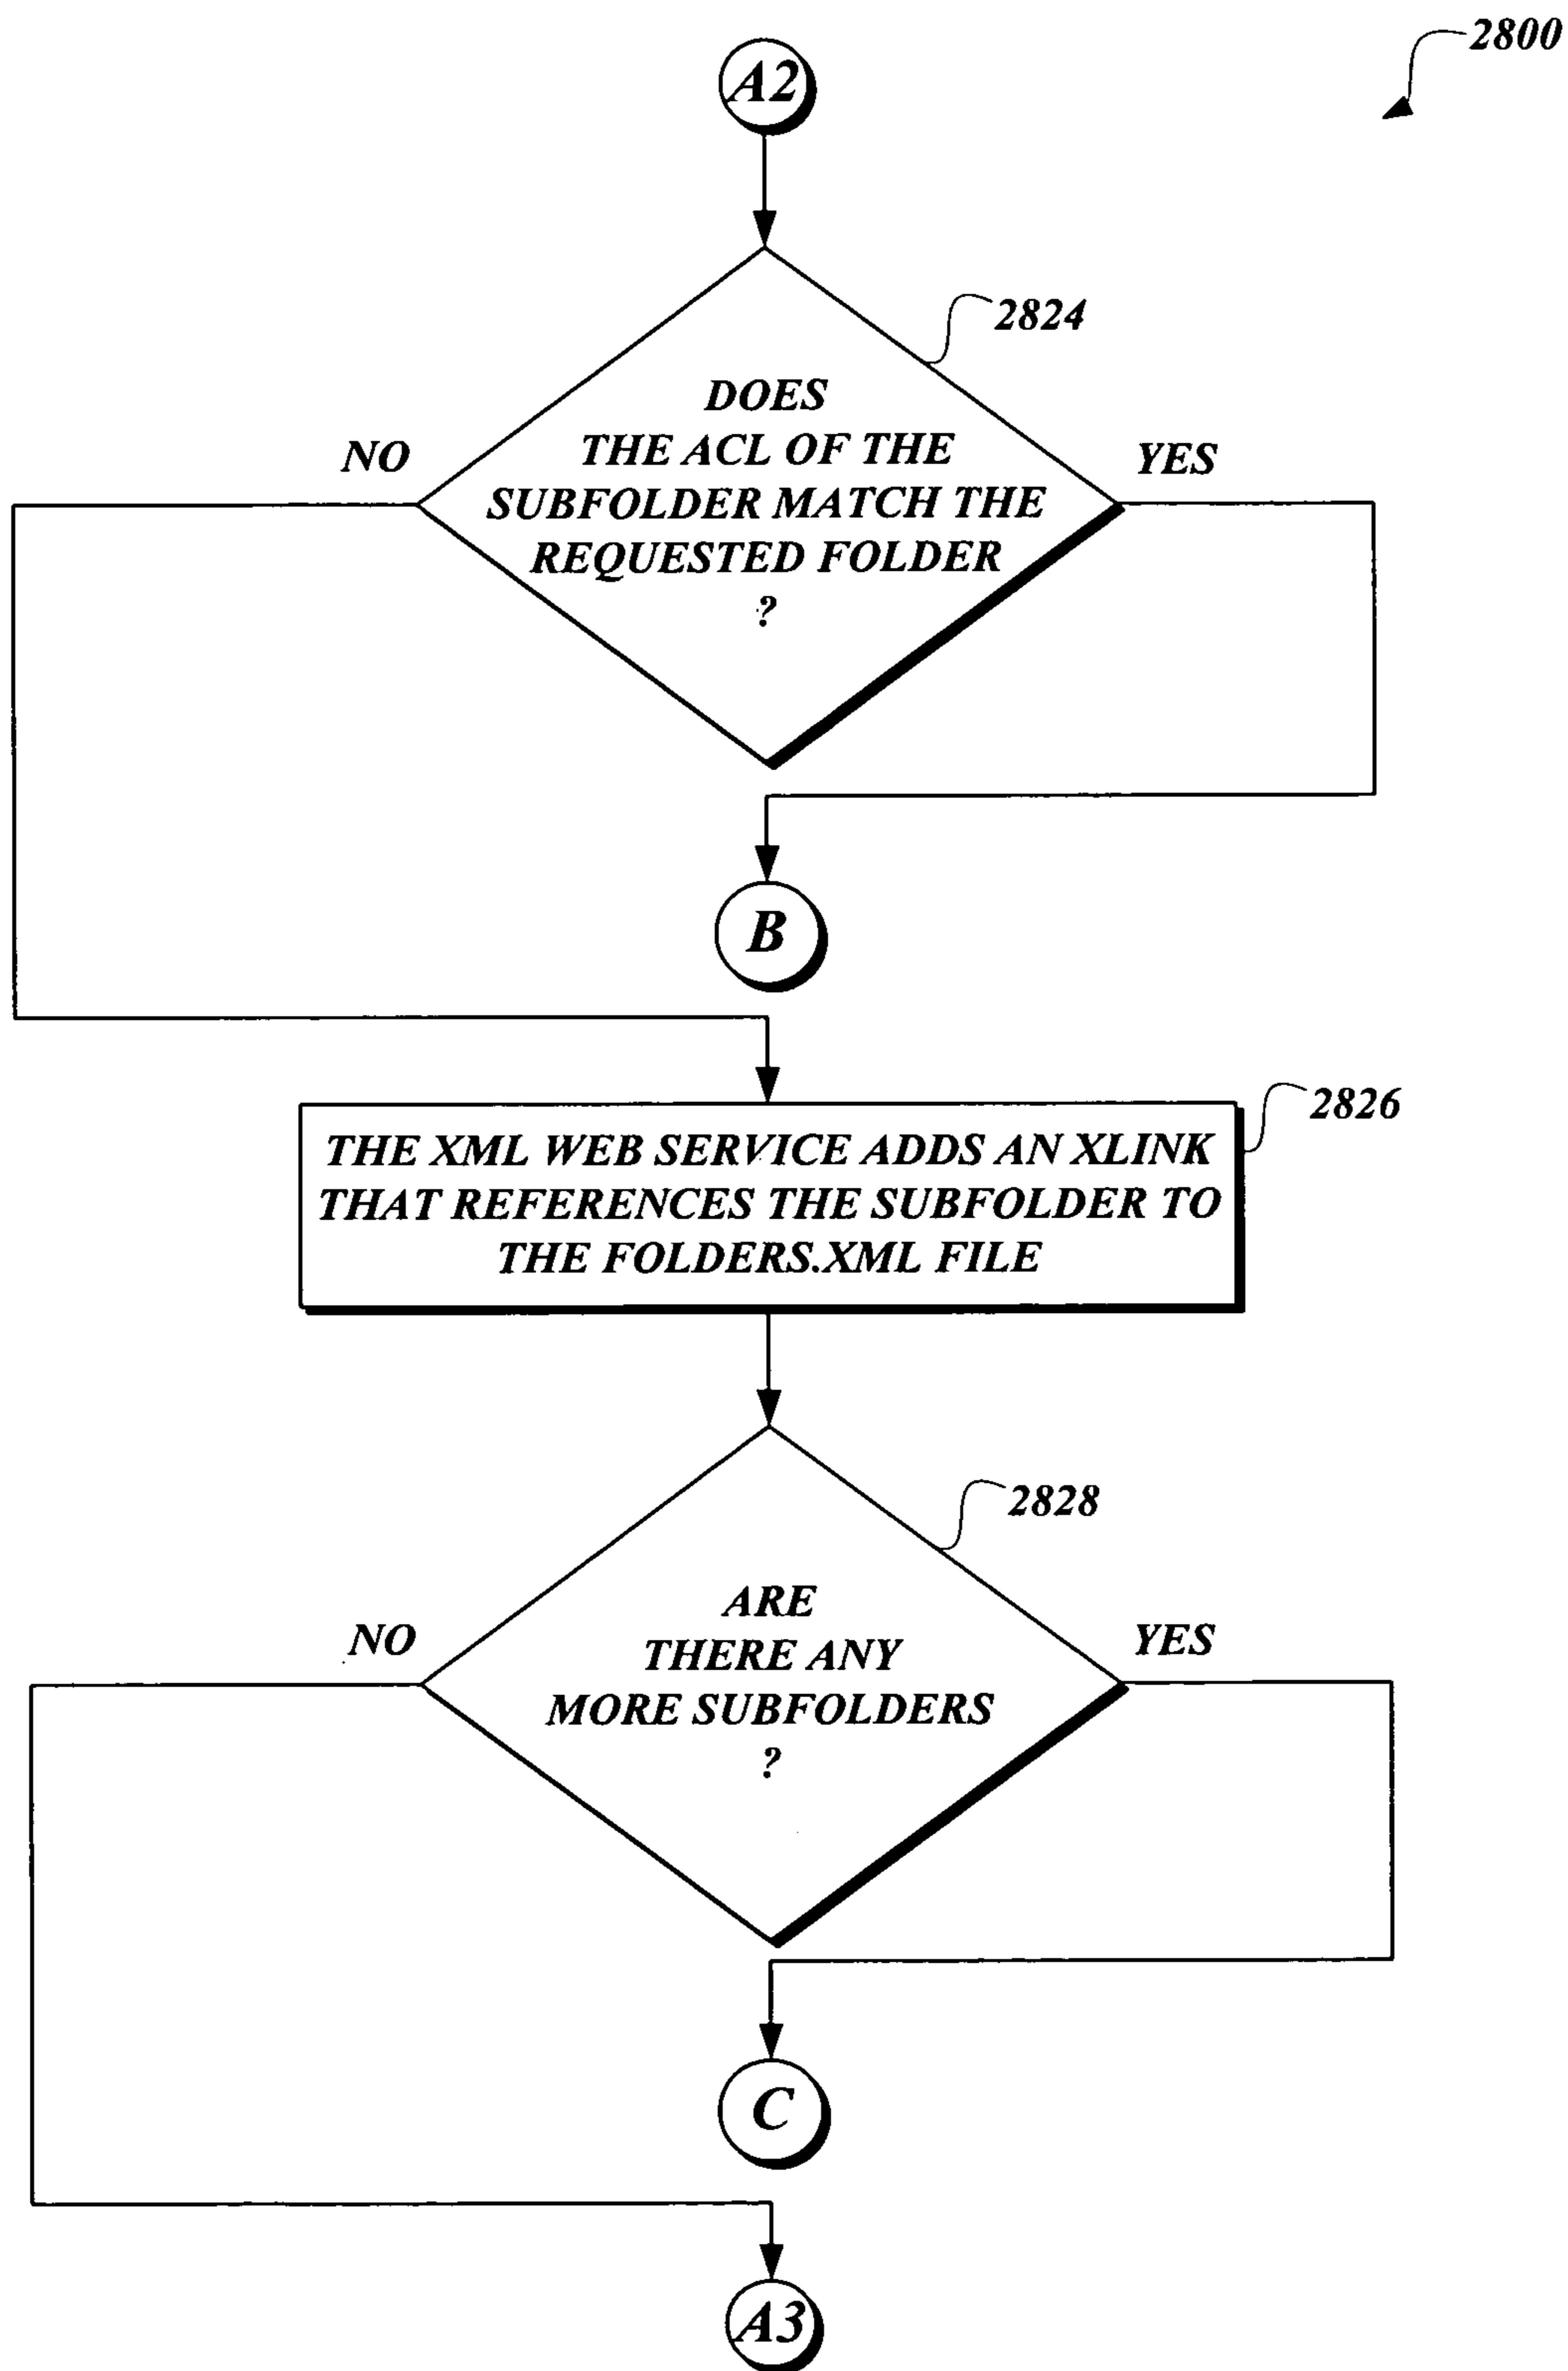 2800
A2
2824
DOES
THE ACL OF THE
SUBFOLDER MATCH THE
REQUESTED FOLDER
?
NO
YES
B
2826
THE XML WEB SERVICE ADDS AN XLINK
THAT REFERENCES THE SUBFOLDER TO
THE FOLDERS.XML FILE
2828
ARE
THERE ANY
MORE SUBFOLDERS
?
NO
YES
C
A3